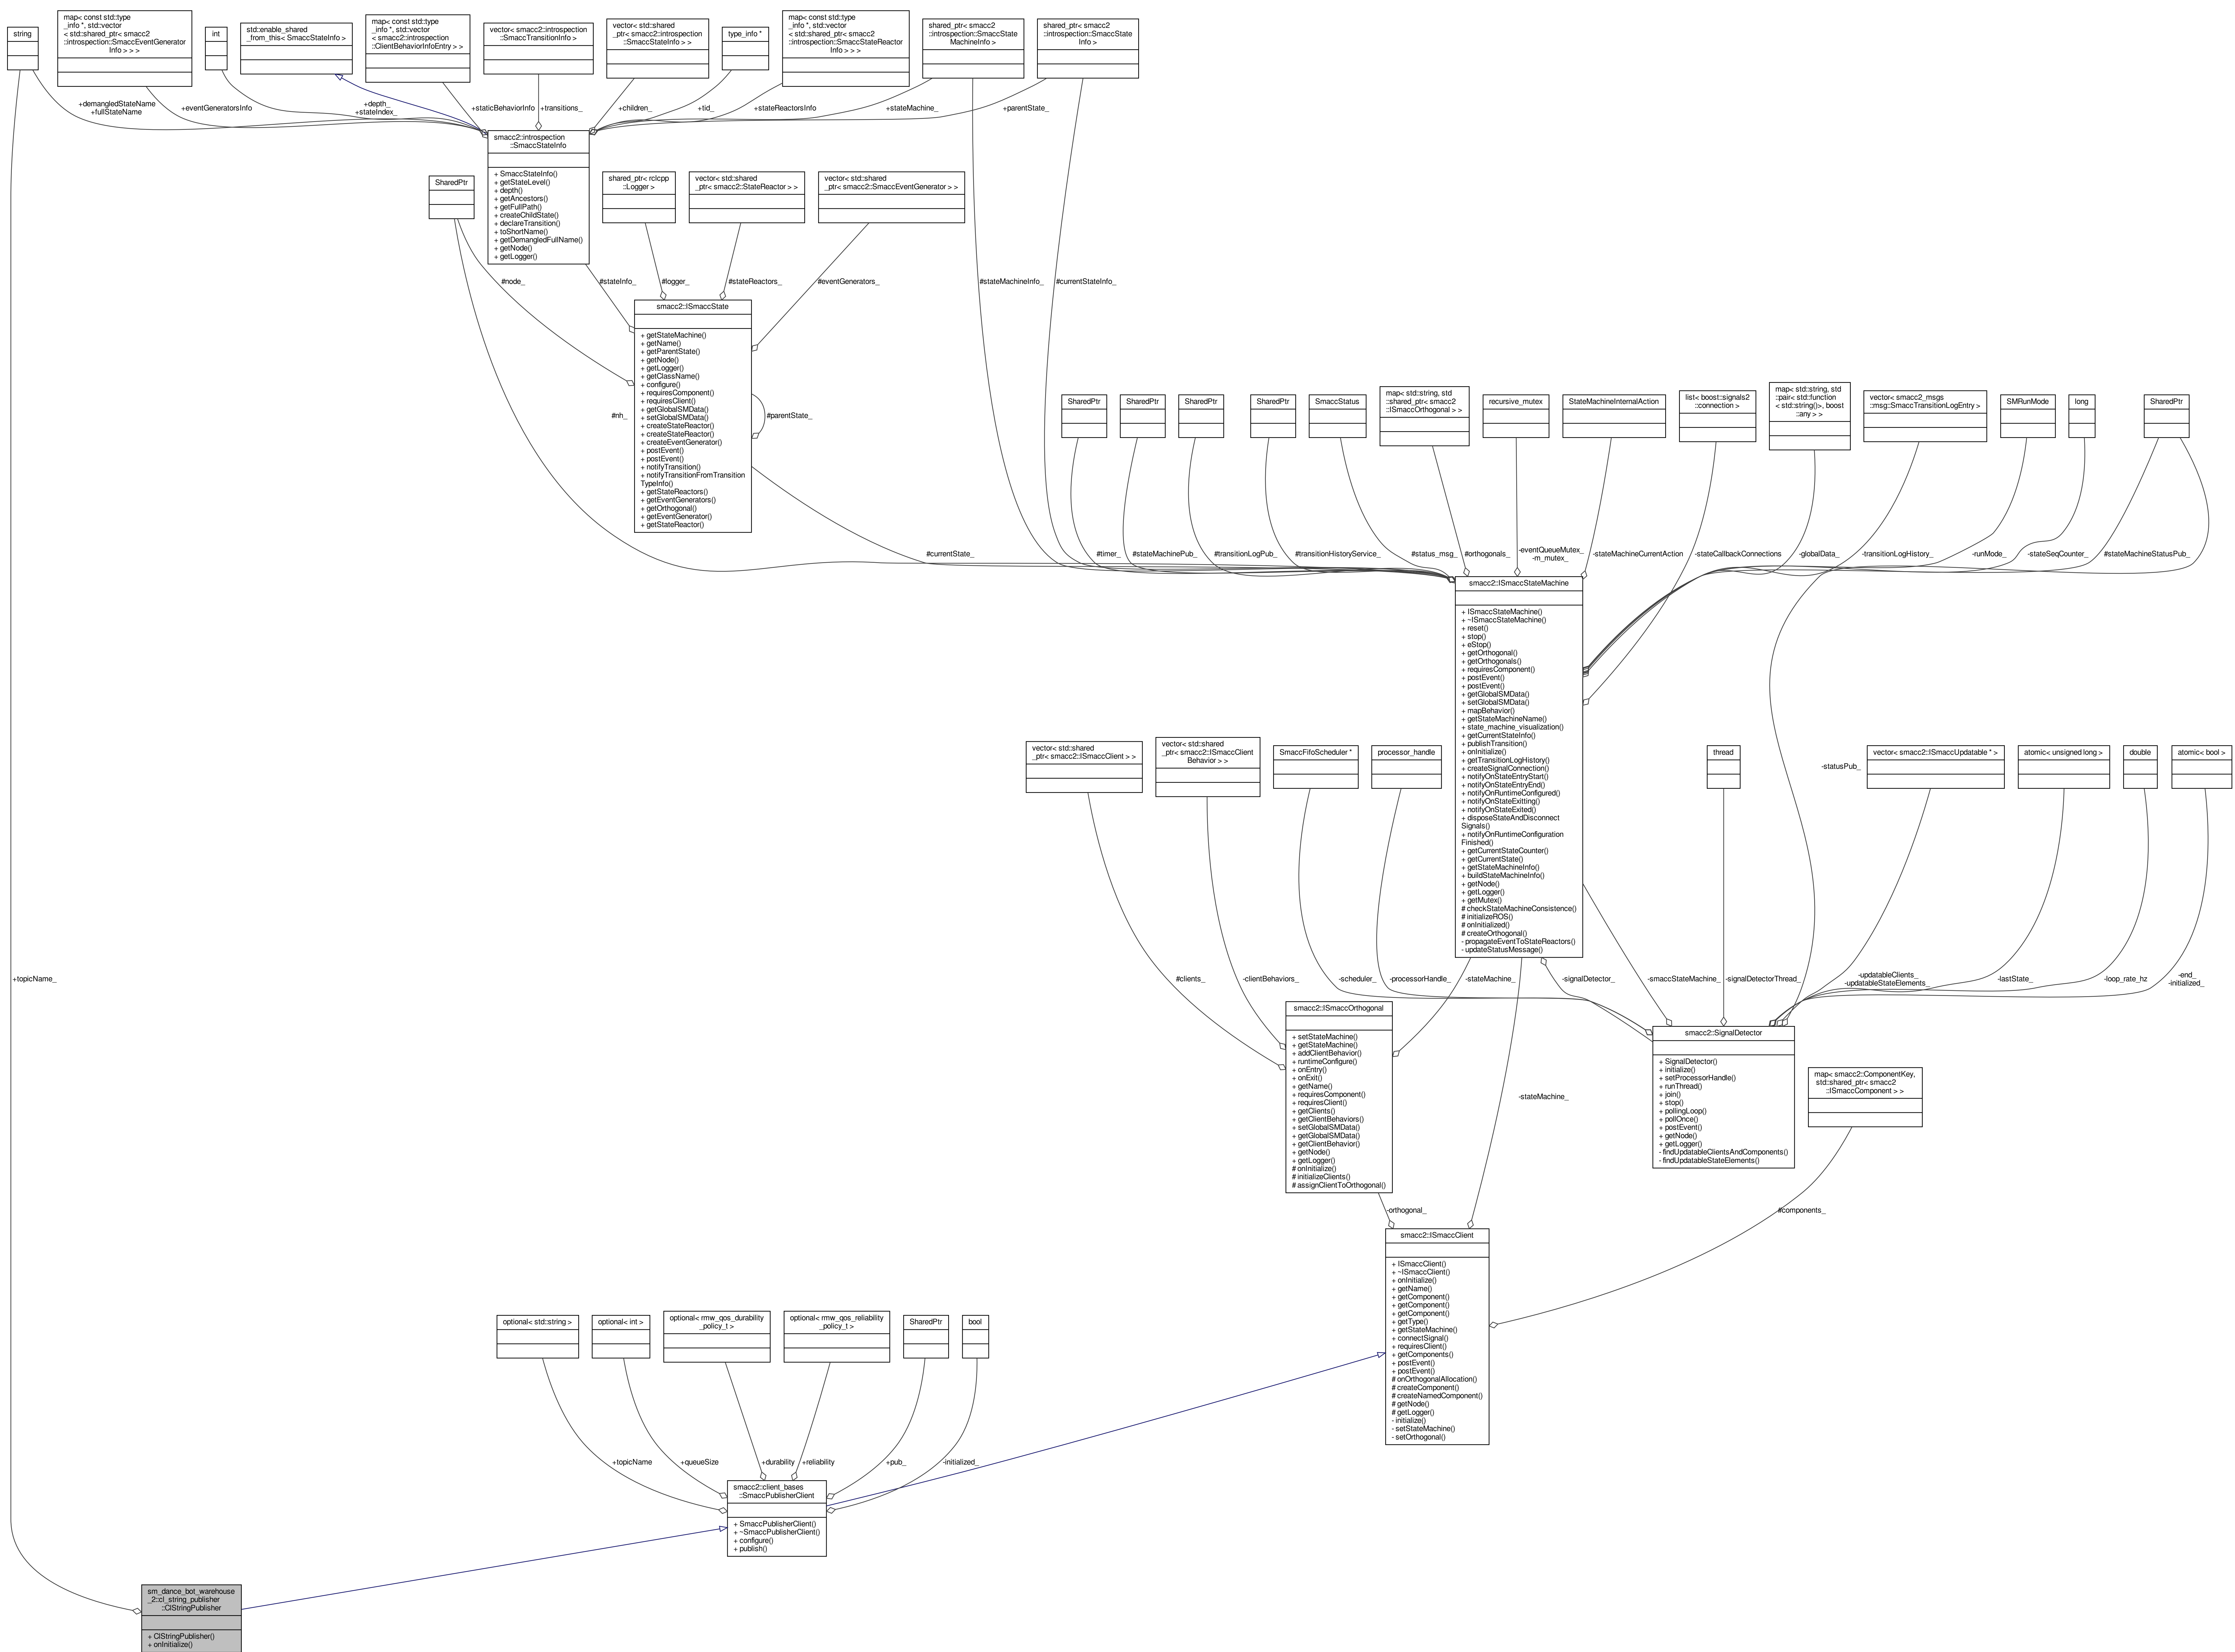 string
map< const std::type
_info *, std::vector
< std::shared_ptr< smacc2
::introspection::SmaccEventGenerator
Info > > >
int
std::enable_shared
_from_this< SmaccStateInfo >
map< const std::type
_info *, std::vector
< smacc2::introspection
::ClientBehaviorInfoEntry > >
vector< smacc2::introspection
::SmaccTransitionInfo >
vector< std::shared
_ptr< smacc2::introspection
::SmaccStateInfo > >
type_info *
map< const std::type
_info *, std::vector
< std::shared_ptr< smacc2
::introspection::SmaccStateReactor
Info > > >
shared_ptr< smacc2
::introspection::SmaccState
MachineInfo >
shared_ptr< smacc2
::introspection::SmaccState
Info >
+demangledStateName
+fullStateName
+eventGeneratorsInfo
+depth_
+stateIndex_
+staticBehaviorInfo
+transitions_
+children_
+tid_
+stateReactorsInfo
+stateMachine_
+parentState_
smacc2::introspection
::SmaccStateInfo
+ SmaccStateInfo()
+ getStateLevel()
+ depth()
+ getAncestors()
+ getFullPath()
+ createChildState()
+ declareTransition()
+ toShortName()
+ getDemangledFullName()
+ getNode()
+ getLogger()
SharedPtr
shared_ptr< rclcpp
::Logger >
vector< std::shared
_ptr< smacc2::StateReactor > >
vector< std::shared
_ptr< smacc2::SmaccEventGenerator > >
#node_
#stateInfo_
#logger_
#stateReactors_
#eventGenerators_
#stateMachineInfo_
#currentStateInfo_
smacc2::ISmaccState
+ getStateMachine()
+ getName()
+ getParentState()
+ getNode()
+ getLogger()
+ getClassName()
+ configure()
+ requiresComponent()
+ requiresClient()
+ getGlobalSMData()
+ setGlobalSMData()
+ createStateReactor()
+ createStateReactor()
+ createEventGenerator()
+ postEvent()
+ postEvent()
+ notifyTransition()
+ notifyTransitionFromTransition
TypeInfo()
+ getStateReactors()
+ getEventGenerators()
+ getOrthogonal()
+ getEventGenerator()
+ getStateReactor()
#parentState_
#nh_
SharedPtr
SharedPtr
SharedPtr
SharedPtr
SmaccStatus
map< std::string, std
::shared_ptr< smacc2
::ISmaccOrthogonal > >
recursive_mutex
StateMachineInternalAction
list< boost::signals2
::connection >
map< std::string, std
::pair< std::function
< std::string()>, boost
::any > >
vector< smacc2_msgs
::msg::SmaccTransitionLogEntry >
SMRunMode
long
SharedPtr
#currentState_
#timer_
#stateMachinePub_
#transitionLogPub_
#transitionHistoryService_
#status_msg_
#orthogonals_
-eventQueueMutex_
-m_mutex_
-stateMachineCurrentAction
-stateCallbackConnections
-globalData_
-transitionLogHistory_
-runMode_
-stateSeqCounter_
#stateMachineStatusPub_
smacc2::ISmaccStateMachine
+ ISmaccStateMachine()
+ ~ISmaccStateMachine()
+ reset()
+ stop()
+ eStop()
+ getOrthogonal()
+ getOrthogonals()
+ requiresComponent()
+ postEvent()
+ postEvent()
+ getGlobalSMData()
+ setGlobalSMData()
+ mapBehavior()
+ getStateMachineName()
+ state_machine_visualization()
+ getCurrentStateInfo()
+ publishTransition()
+ onInitialize()
+ getTransitionLogHistory()
+ createSignalConnection()
+ notifyOnStateEntryStart()
+ notifyOnStateEntryEnd()
+ notifyOnRuntimeConfigured()
+ notifyOnStateExitting()
+ notifyOnStateExited()
+ disposeStateAndDisconnect
Signals()
+ notifyOnRuntimeConfiguration
Finished()
+ getCurrentStateCounter()
+ getCurrentState()
+ getStateMachineInfo()
+ buildStateMachineInfo()
+ getNode()
+ getLogger()
+ getMutex()
# checkStateMachineConsistence()
# initializeROS()
# onInitialized()
# createOrthogonal()
- propagateEventToStateReactors()
- updateStatusMessage()
vector< std::shared
_ptr< smacc2::ISmaccClient > >
vector< std::shared
_ptr< smacc2::ISmaccClient
Behavior > >
SmaccFifoScheduler *
processor_handle
thread
-statusPub_
vector< smacc2::ISmaccUpdatable * >
atomic< unsigned long >
double
atomic< bool >
+topicName_
#clients_
-clientBehaviors_
-scheduler_
-processorHandle_
-stateMachine_
-signalDetector_
-smaccStateMachine_
-signalDetectorThread_
-updatableClients_
-updatableStateElements_
-lastState_
-loop_rate_hz
-end_
-initialized_
smacc2::ISmaccOrthogonal
+ setStateMachine()
+ getStateMachine()
+ addClientBehavior()
+ runtimeConfigure()
+ onEntry()
+ onExit()
+ getName()
+ requiresComponent()
+ requiresClient()
+ getClients()
+ getClientBehaviors()
+ setGlobalSMData()
+ getGlobalSMData()
+ getClientBehavior()
+ getNode()
+ getLogger()
# onInitialize()
# initializeClients()
# assignClientToOrthogonal()
smacc2::SignalDetector
+ SignalDetector()
+ initialize()
+ setProcessorHandle()
+ runThread()
+ join()
+ stop()
+ pollingLoop()
+ pollOnce()
+ postEvent()
+ getNode()
+ getLogger()
- findUpdatableClientsAndComponents()
- findUpdatableStateElements()
map< smacc2::ComponentKey,
std::shared_ptr< smacc2
::ISmaccComponent > >
-stateMachine_
-orthogonal_
#components_
smacc2::ISmaccClient
+ ISmaccClient()
+ ~ISmaccClient()
+ onInitialize()
+ getName()
+ getComponent()
+ getComponent()
+ getComponent()
+ getType()
+ getStateMachine()
+ connectSignal()
+ requiresClient()
+ getComponents()
+ postEvent()
+ postEvent()
# onOrthogonalAllocation()
# createComponent()
# createNamedComponent()
# getNode()
# getLogger()
- initialize()
- setStateMachine()
- setOrthogonal()
optional< std::string >
optional< int >
optional< rmw_qos_durability
_policy_t >
optional< rmw_qos_reliability
_policy_t >
SharedPtr
bool
+topicName
+queueSize
+durability
+reliability
+pub_
-initialized_
smacc2::client_bases
::SmaccPublisherClient
+ SmaccPublisherClient()
+ ~SmaccPublisherClient()
+ configure()
+ publish()
sm_dance_bot_warehouse
_2::cl_string_publisher
::ClStringPublisher
+ ClStringPublisher()
+ onInitialize()